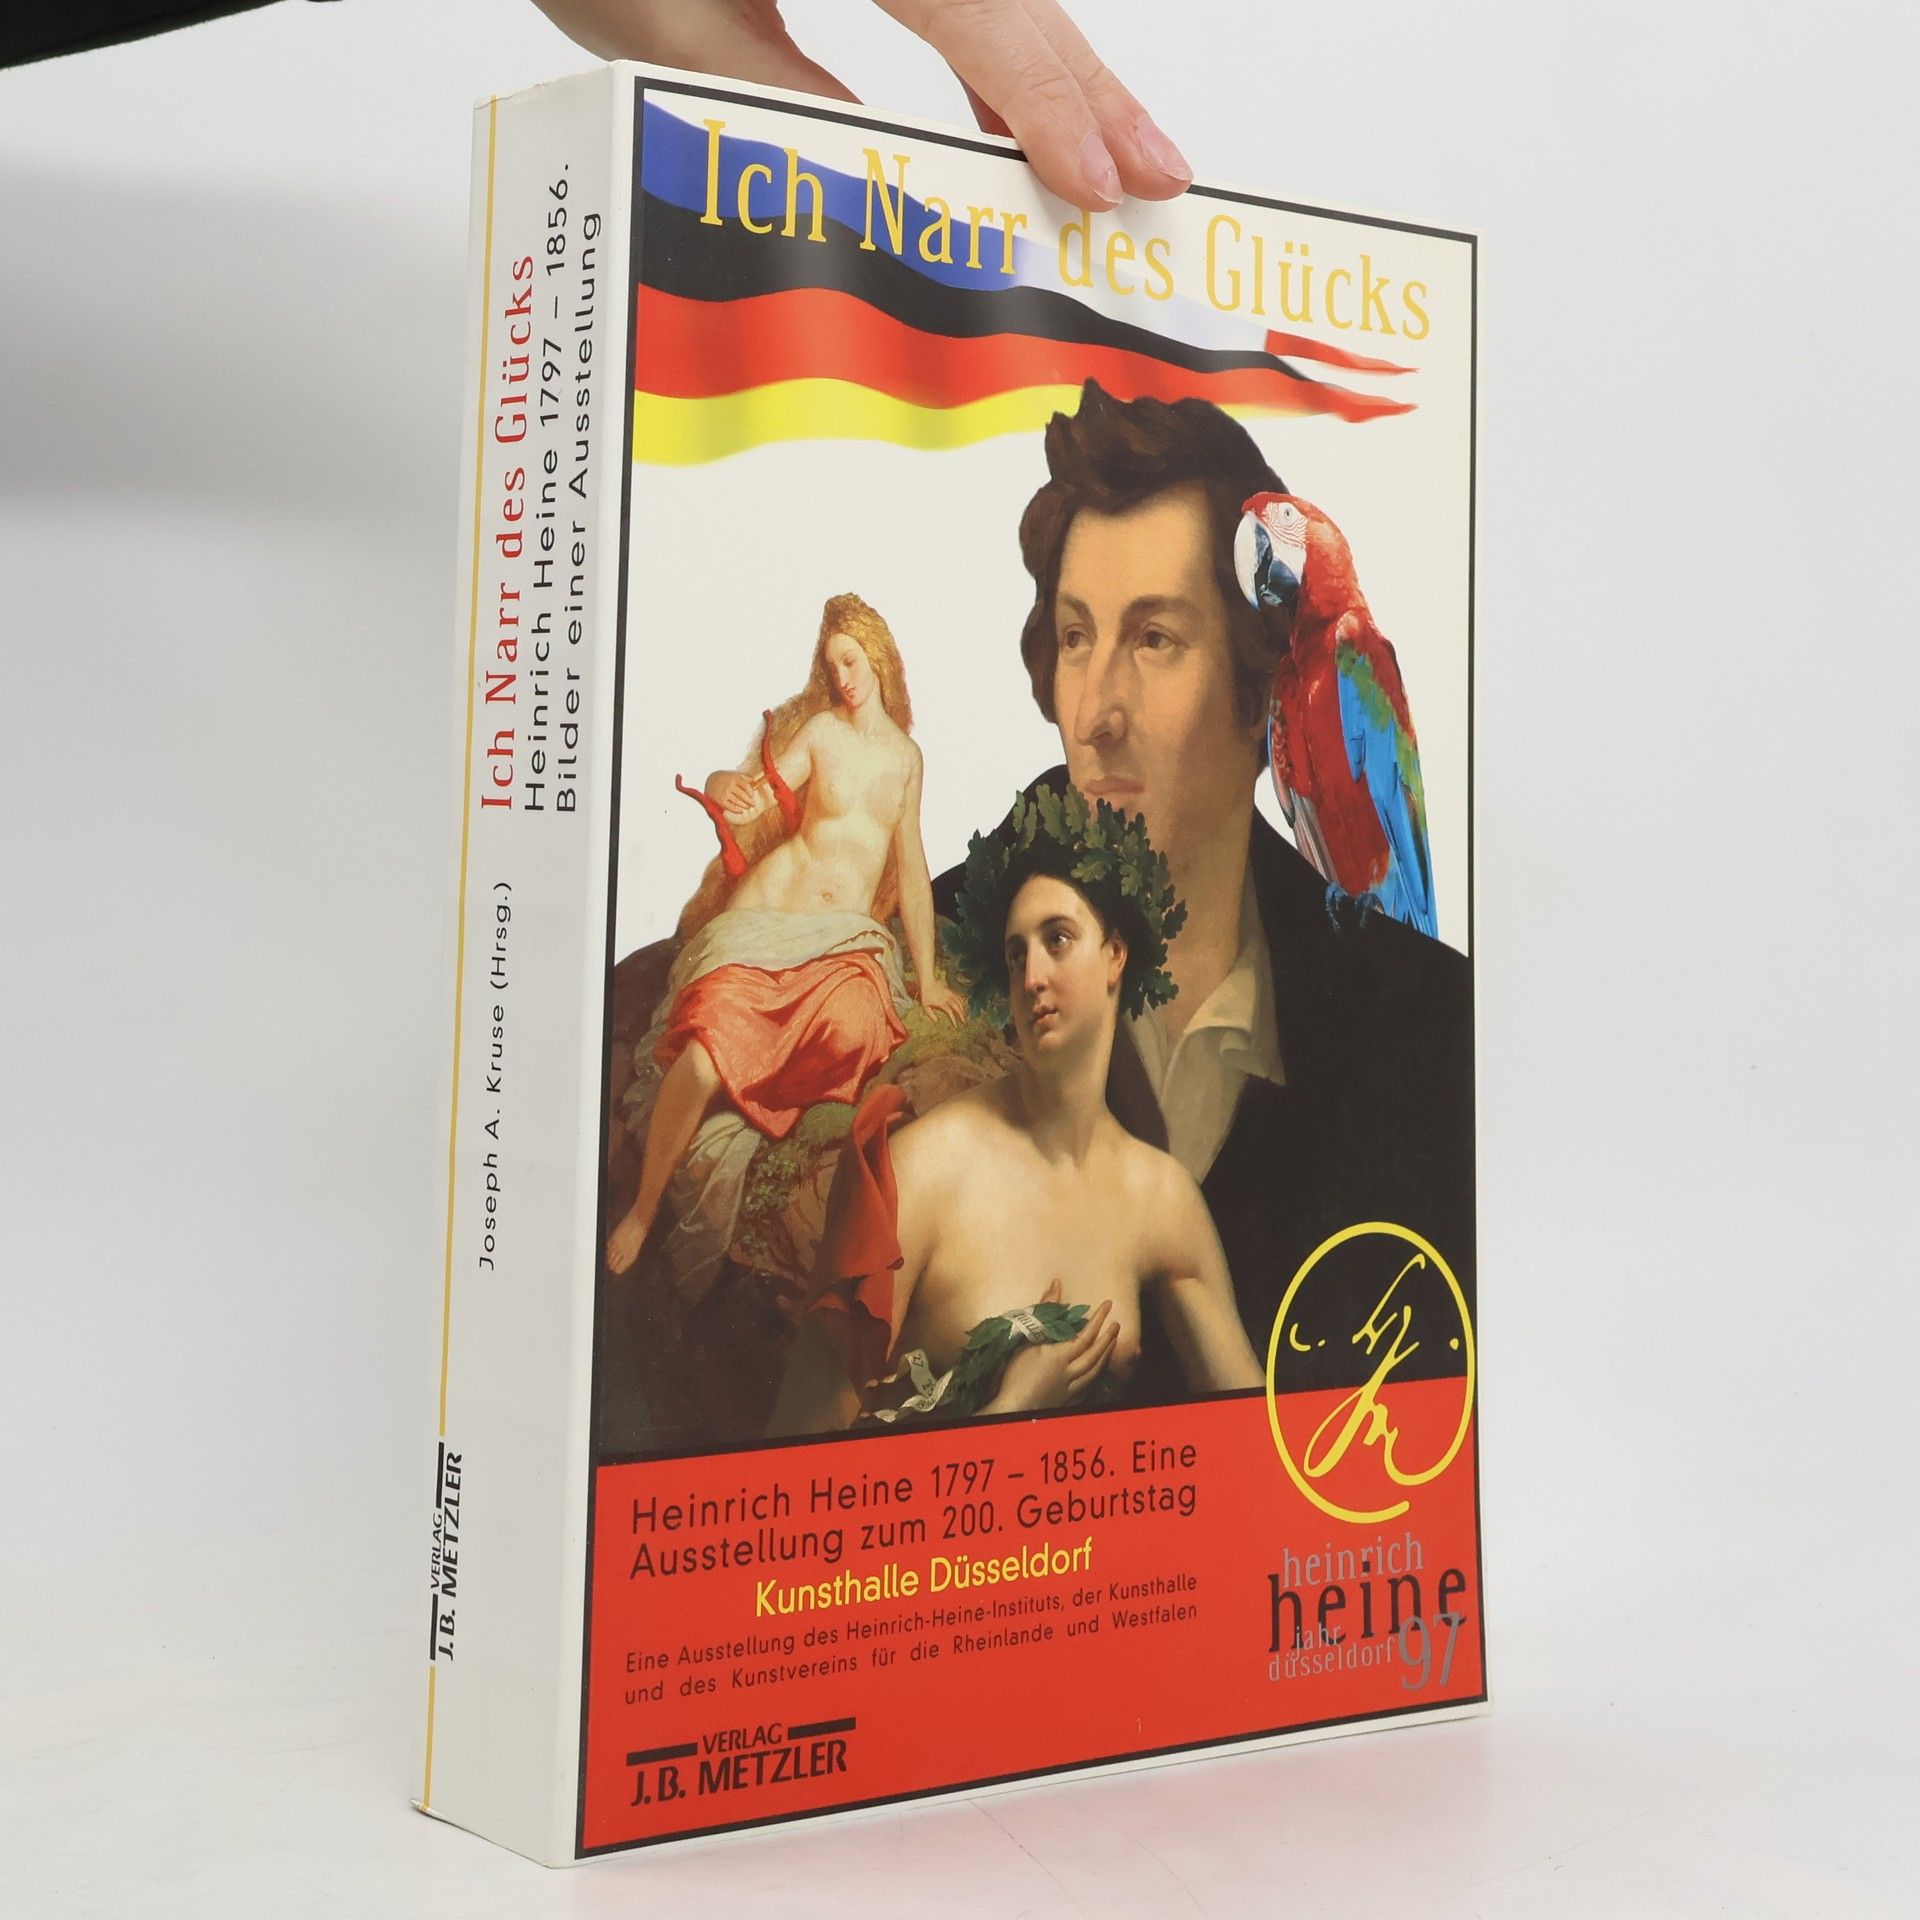 Ich Narr des Glücks
Heinrich Heine 1797 – 1856.
Bilder einer Ausstellung
Joseph A. Kruse (Hrsg.)
VERLAG
J.B. METZLER
Ich Narr des Glücks
Heinrich Heine 1797 – 1856. Eine
Ausstellung zum 200. Geburtstag
Kunsthalle Düsseldorf
Eine Ausstellung des Heinrich-Heine-Instituts, der Kunsthalle
und des Kunstvereins für die Rheinlande und Westfalen
VERLAG
J.B. METZLER
heinrich
heine
jahr
düsseldorf 97